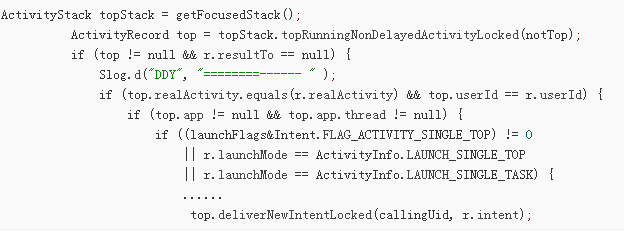 ActivityStack topStack = getFocusedStack();
ActivityRecord top = topStack.topRunningNonDelayedActivityLocked(notTop);
if (top != null && r.resultTo == null) {
Slog.d("DDY", "========------ " );
if (top.realActivity.equals(r.realActivity) && top.userId == r.userId) {
if (top.app != null && top.app.thread != null) {
if ((launchFlags&Intent.FLAG_ACTIVITY_SINGLE_TOP) != 0
|| r.launchMode == ActivityInfo.LAUNCH_SINGLE_TOP
|| r.launchMode == ActivityInfo.LAUNCH_SINGLE_TASK) {
......
top.deliverNewIntentLocked(callingUid, r.intent);